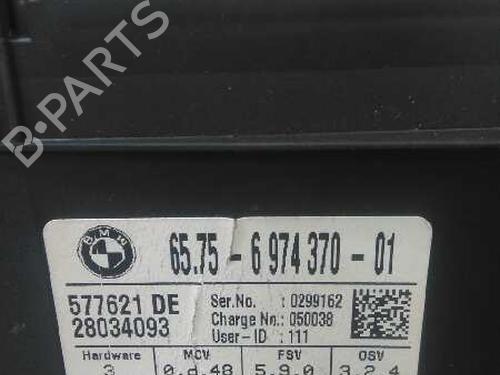 BMW
65.75 - 6 974 370 - 01
577621 DE
28034093
Ser.No. : 0299162
Charge No.: 050038
User-ID : 111
Hardware MCV FSV OSV
3 0.d.48 5.9.0 3.2.4